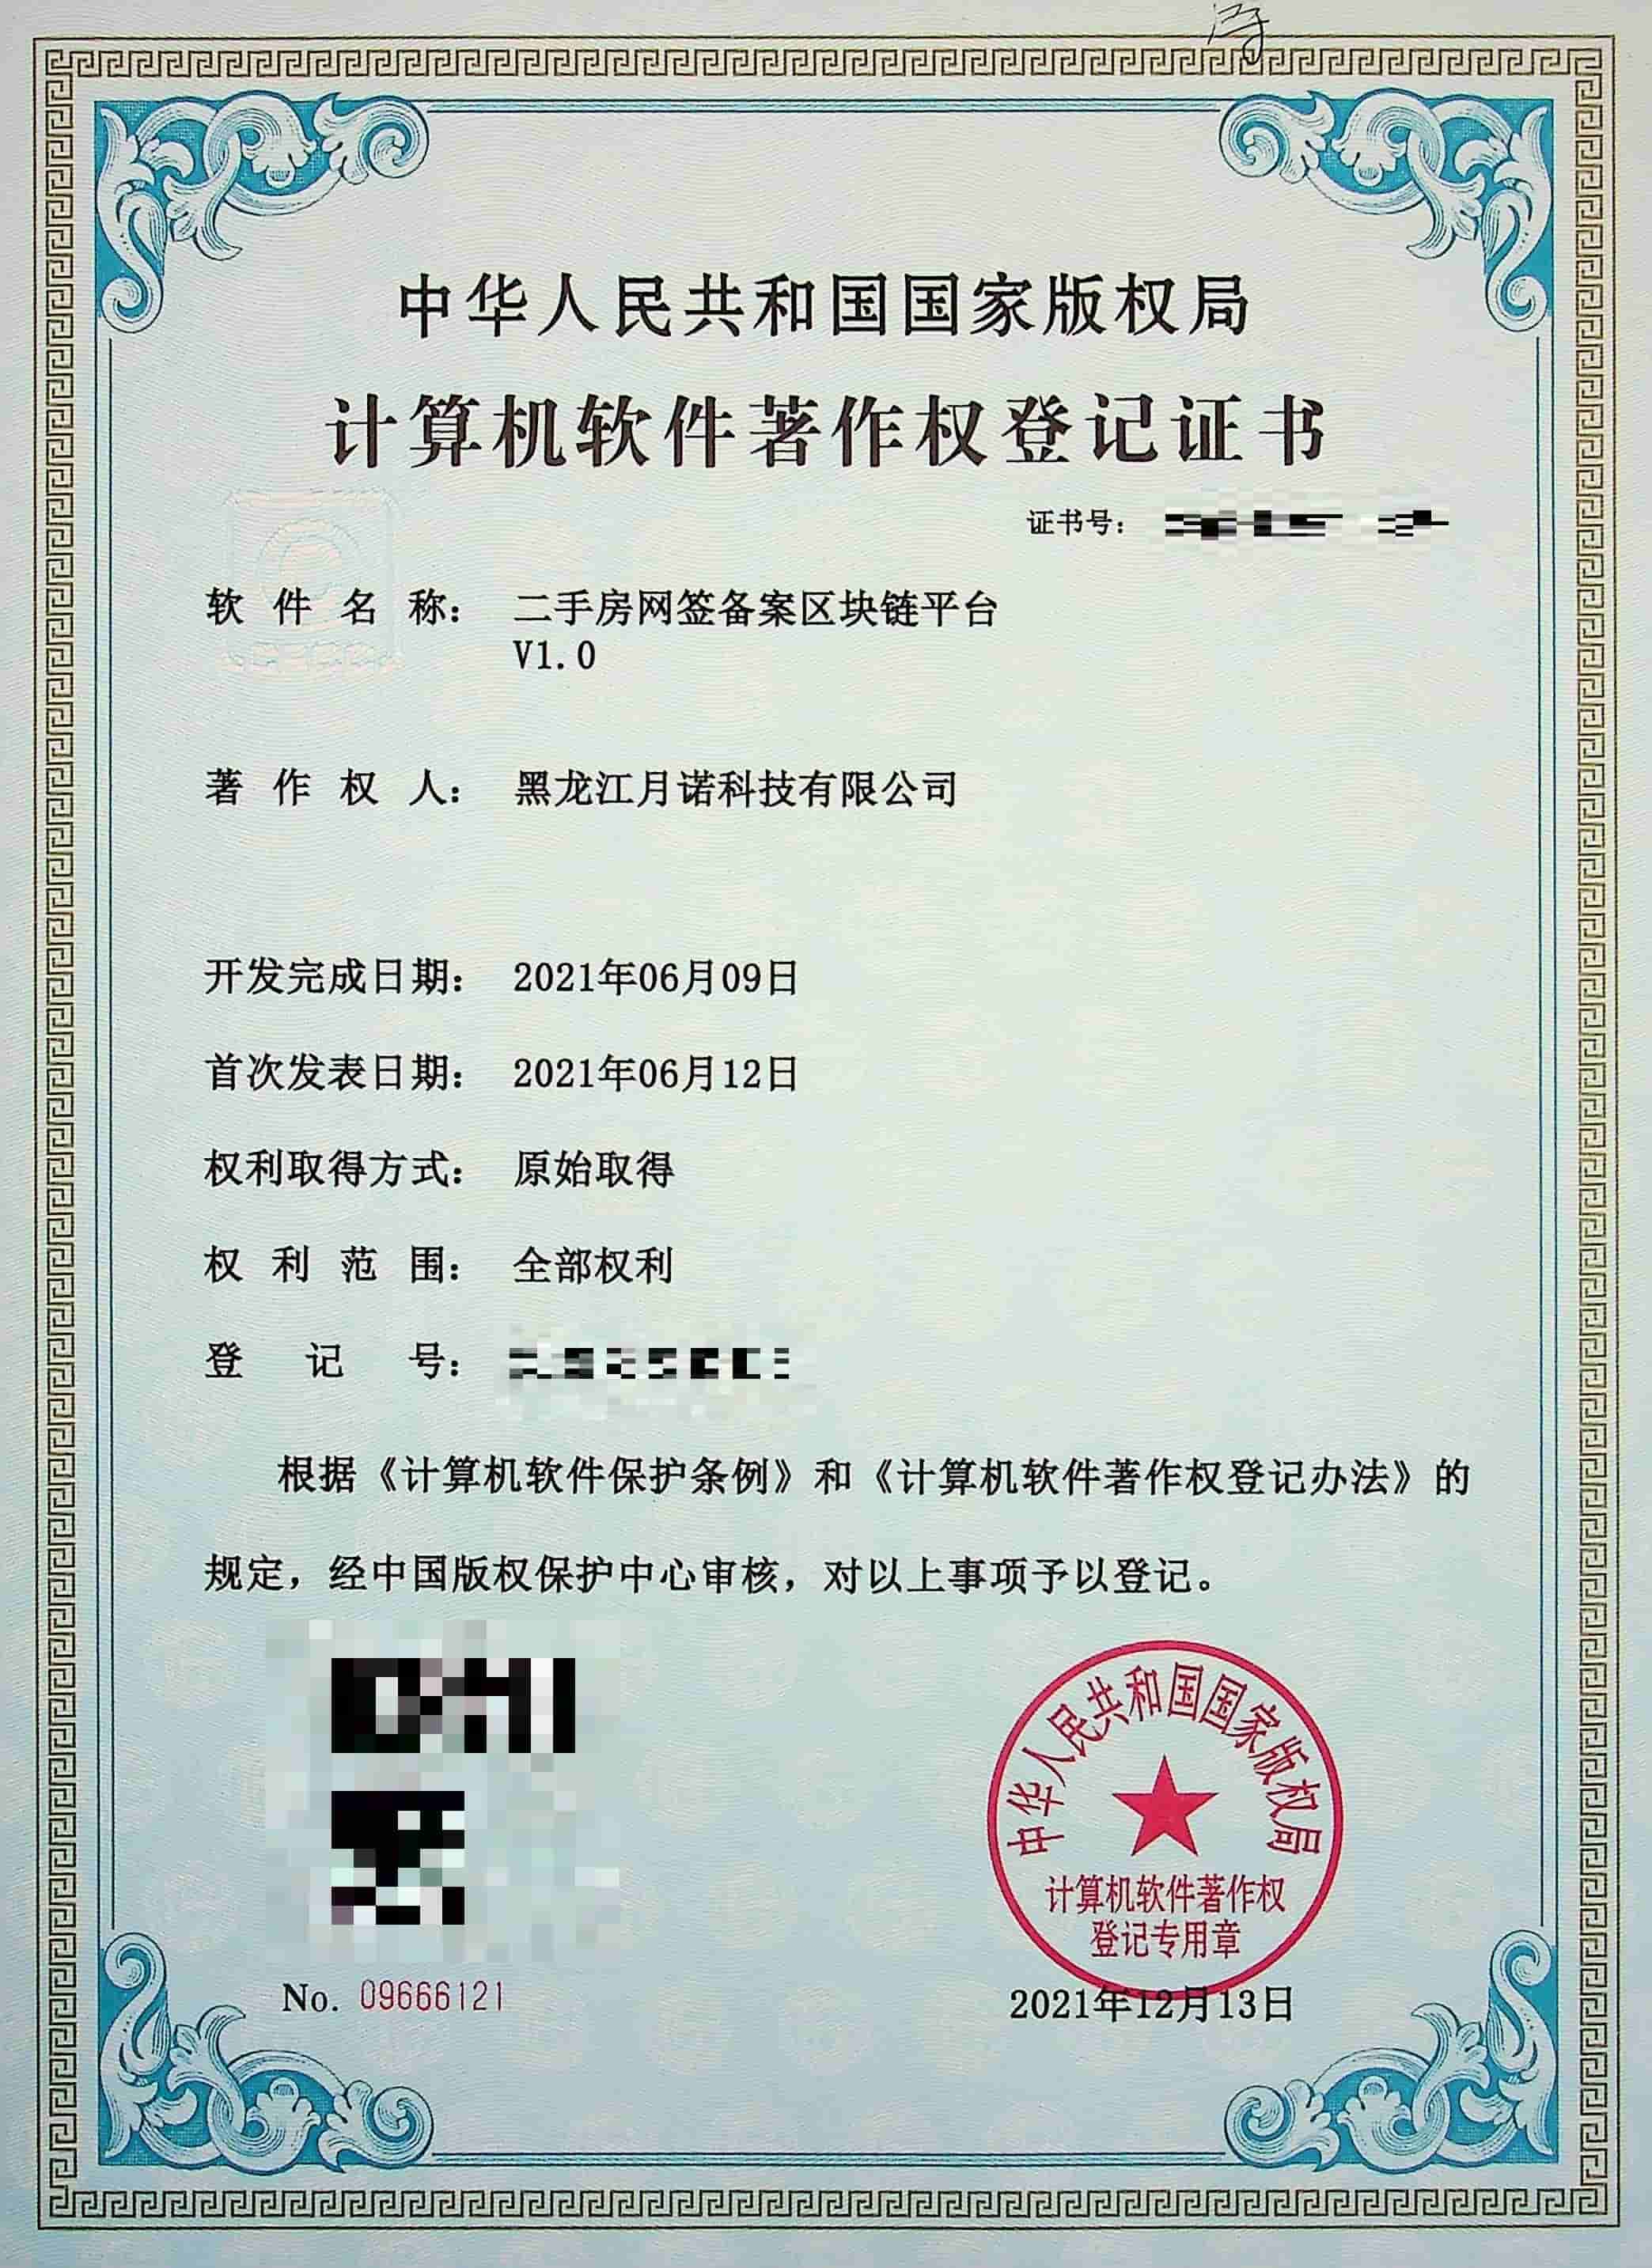 中华人民共和国国家版权局
计算机软件著作权登记证书
证书号：
软件名称： 二手房网签备案区块链平台
V1.0
著作权人： 黑龙江月诺科技有限公司
开发完成日期： 2021年06月09日
首次发表日期： 2021年06月12日
权利取得方式： 原始取得
权利范围： 全部权利
登记号：
根据《计算机软件保护条例》和《计算机软件著作权登记办法》的
规定，经中国版权保护中心审核，对以上事项予以登记。
中华人民共和国国家版权局
计算机软件著作权
登记专用章
No. 09666121
2021年12月13日